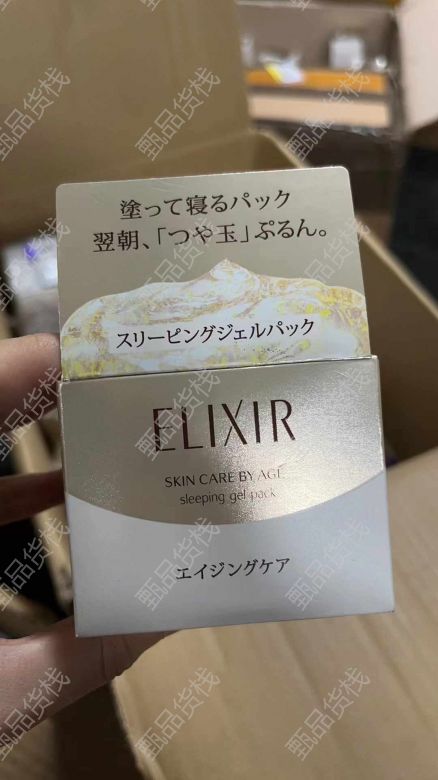 塗って寝るパック
翌朝、「つや玉」ぷるん。
スリーピングジェルパック
ELIXIR
SKIN CARE BY AGE
sleeping gel pack
エイジングケア
甄品货栈